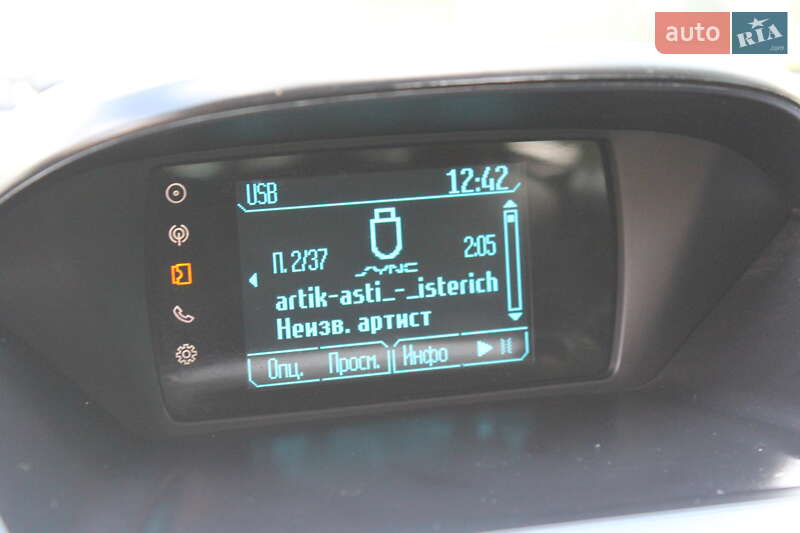 auto RIA
USB 12:42
П. 2/37 2:05
SYNC
artik-asti_-_isterich
Неизв. артист
Опц. Просм. Инфо